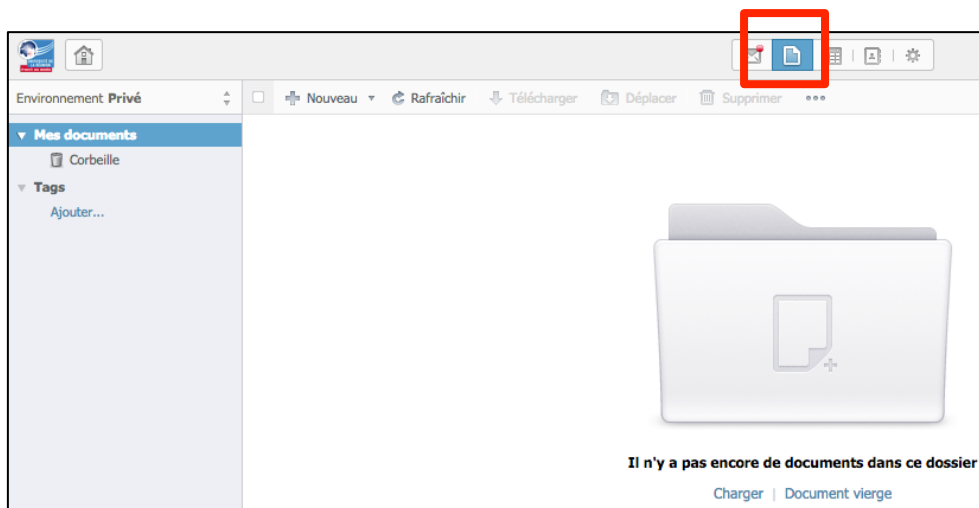 Environnement Privé
Nouveau Rafraîchir Télécharger Déplacer Supprimer
Mes documents
Corbeille
Tags
Ajouter...
Il n'y a pas encore de documents dans ce dossier
Charger | Document vierge